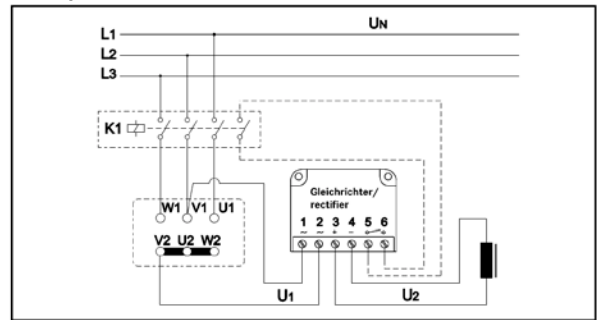 UN
L1
L2
L3
K1
W1 V1 U1
V2 U2 W2
Gleichrichter/
rectifier
1 2 3 4 5 6
~ ~ + -
U1 U2